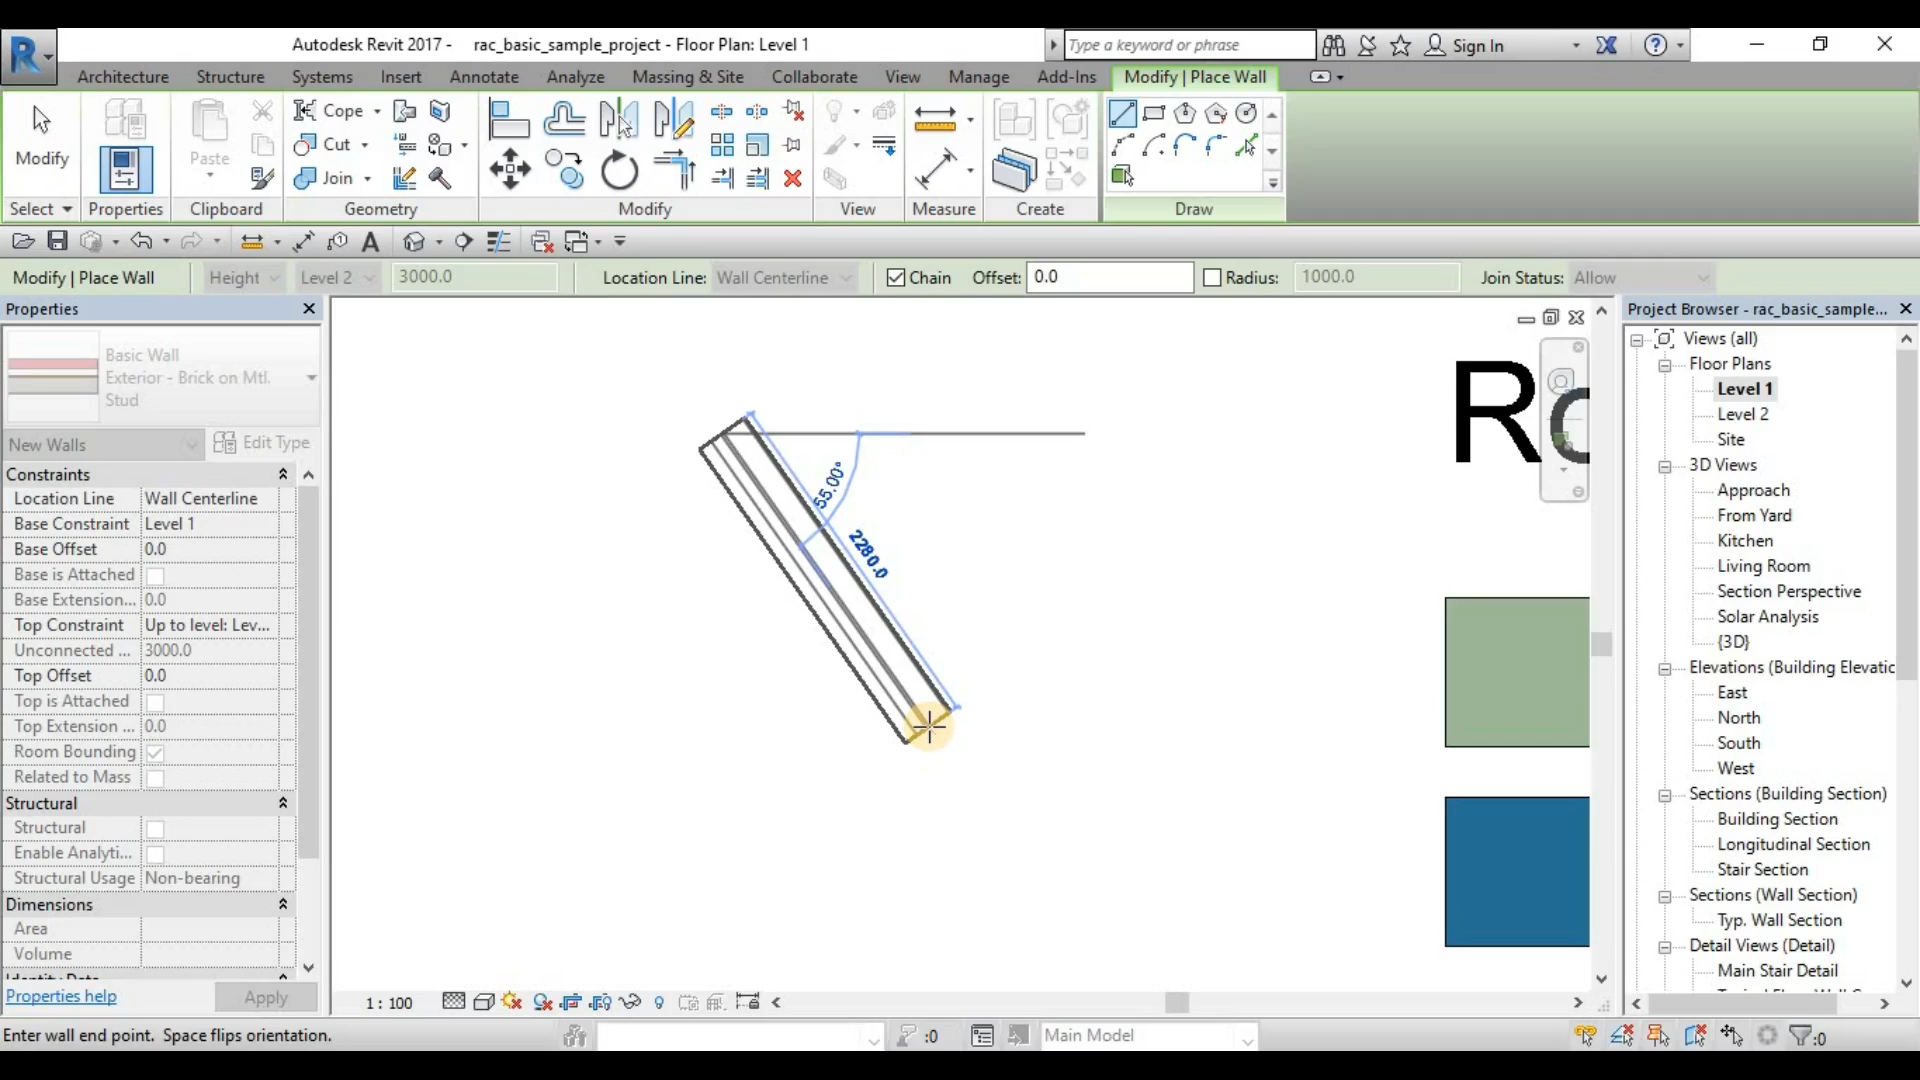 Autodesk Revit 2017 - rac_basic_sample_project - Floor Plan: Level 1
Type a keyword or phrase
Sign In
Architecture Structure Systems Insert Annotate Analyze Massing & Site Collaborate View Manage Add-Ins Modify | Place Wall
Modify
Paste
Cope
Cut
Join
Select Properties Clipboard Geometry Modify View Measure Create Draw
Modify | Place Wall Height Level 2 3000.0 Location Line: Wall Centerline Chain Offset: 0.0 Radius: 1000.0 Join Status: Allow
Properties
Basic Wall
Exterior - Brick on Mtl.
Stud
New Walls Edit Type
Constraints
Location Line Wall Centerline
Base Constraint Level 1
Base Offset 0.0
Base is Attached
Base Extension... 0.0
Top Constraint Up to level: Lev...
Unconnected ... 3000.0
Top Offset 0.0
Top is Attached
Top Extension ... 0.0
Room Bounding
Related to Mass
Structural
Structural
Enable Analyti...
Structural Usage Non-bearing
Dimensions
Area
Volume
Identity Data
Properties help Apply
55.00°
2280.0
Ro
Project Browser - rac_basic_sample...
Views (all)
Floor Plans
Level 1
Level 2
Site
3D Views
Approach
From Yard
Kitchen
Living Room
Section Perspective
Solar Analysis
{3D}
Elevations (Building Elevatic
East
North
South
West
Sections (Building Section)
Building Section
Longitudinal Section
Stair Section
Sections (Wall Section)
Typ. Wall Section
Detail Views (Detail)
Main Stair Detail
1 : 100
Enter wall end point. Space flips orientation.
:0
Main Model
:0